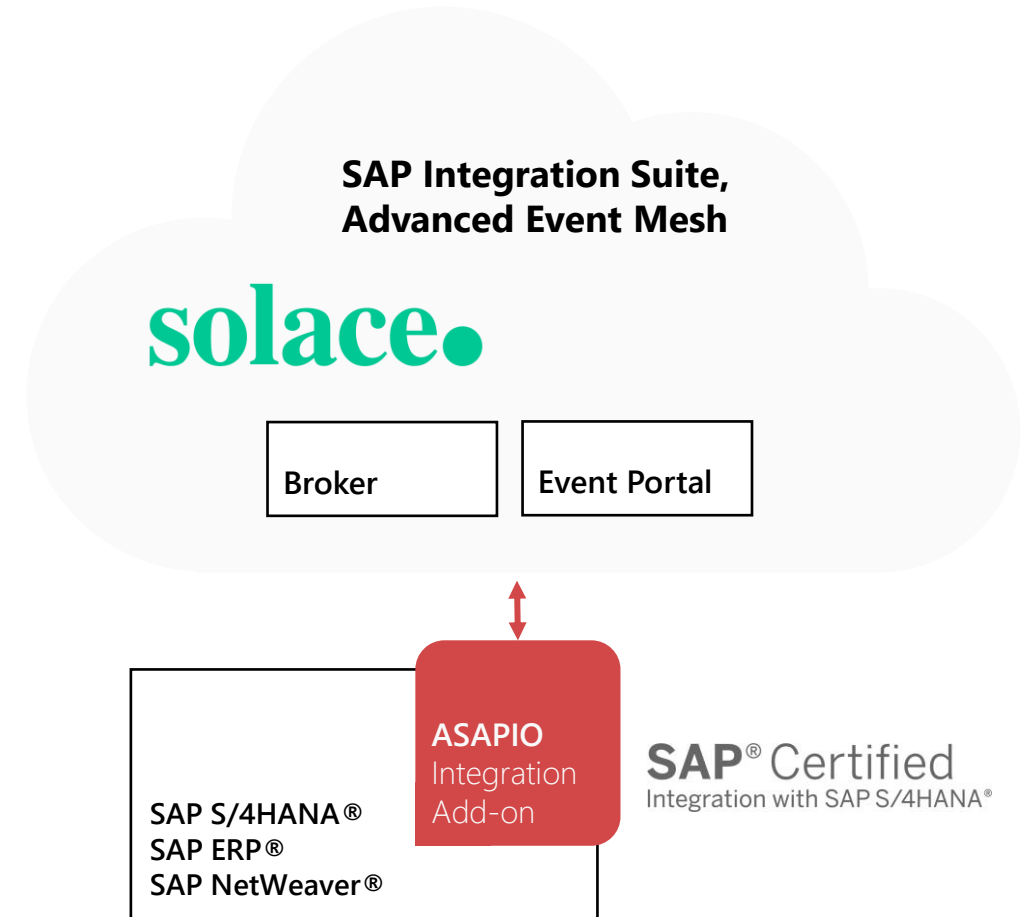 SAP Integration Suite,
Advanced Event Mesh
solace.
Broker
Event Portal
ASAPIO
Integration
Add-on
SAP® Certified
Integration with SAP S/4HANA®
SAP S/4HANA®
SAP ERP®
SAP NetWeaver®